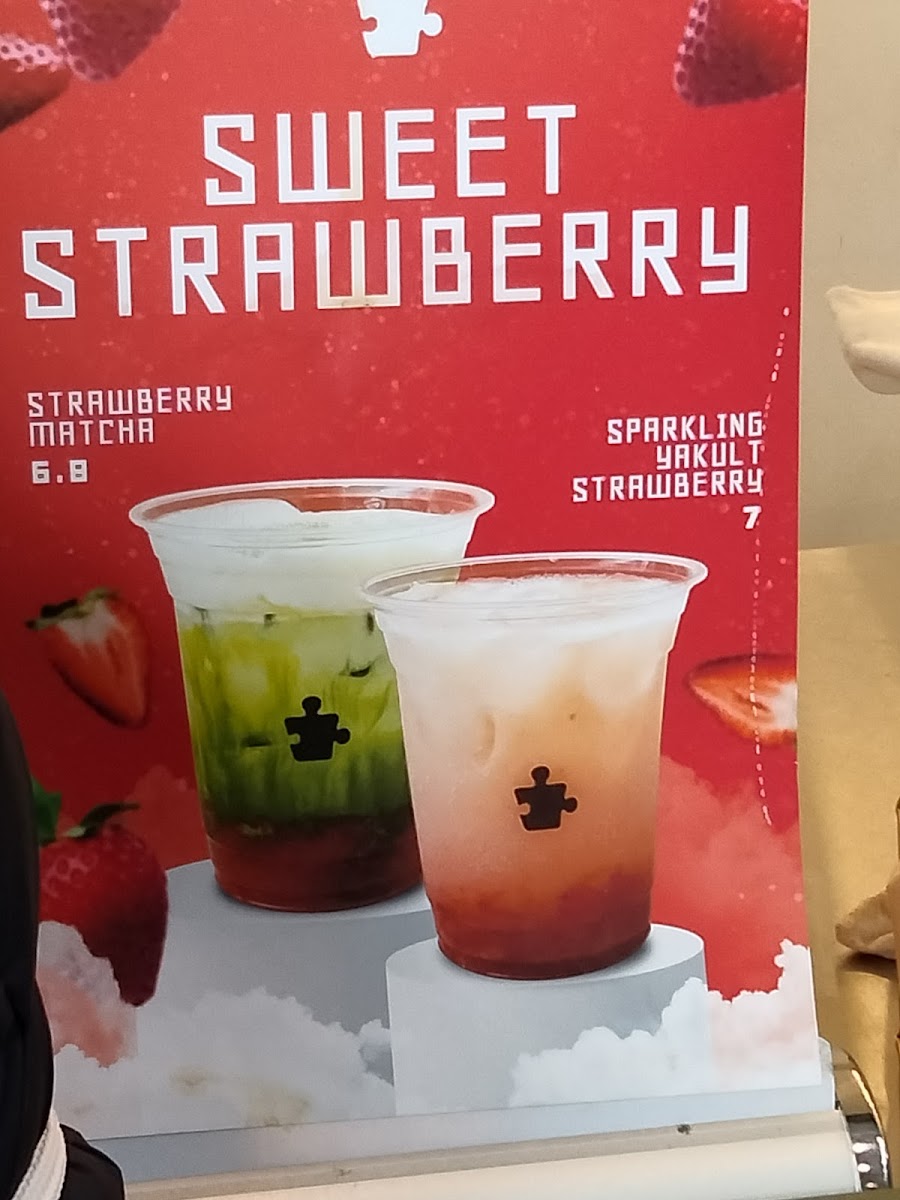 SWEET
STRAWBERRY
STRAWBERRY
MATCHA
6.8
SPARKLING
YAKULT
STRAWBERRY
7